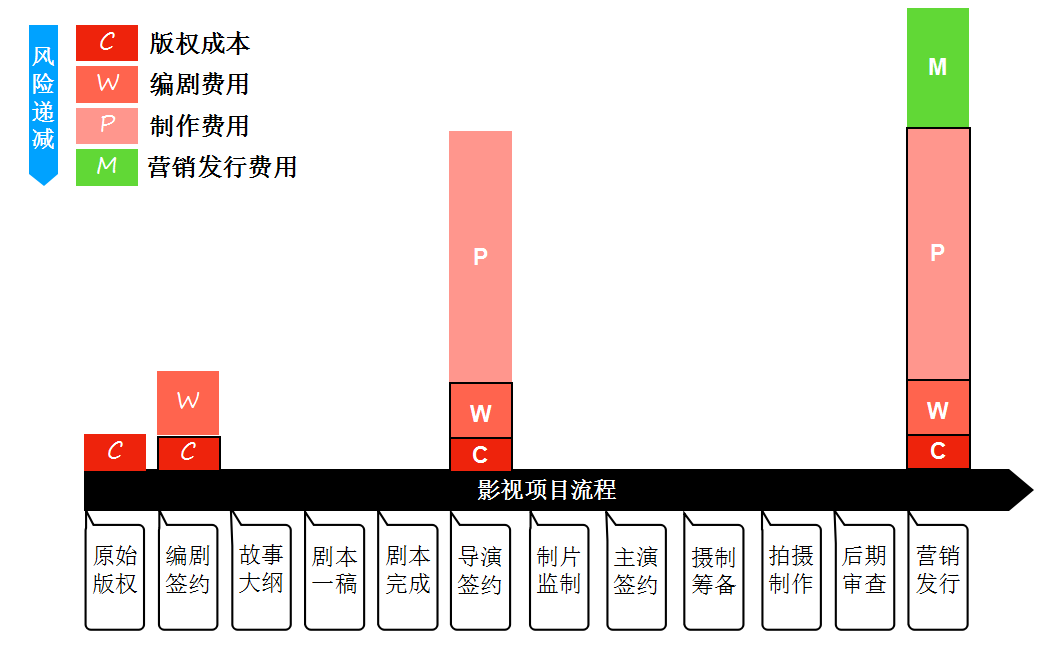 风险递减
C 版权成本
W 编剧费用
P 制作费用
M 营销发行费用
C
W
C
P
W
C
M
P
W
C
影视项目流程
原始
版权
编剧
签约
故事
大纲
剧本
一稿
剧本
完成
导演
签约
制片
监制
主演
签约
摄制
筹备
拍摄
制作
后期
审查
营销
发行